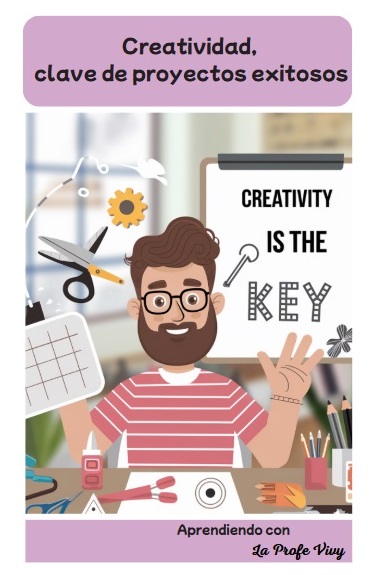 Creatividad,
clave de proyectos exitosos
CREATIVITY
IS THE
KEY
Aprendiendo con
La Profe Vivy